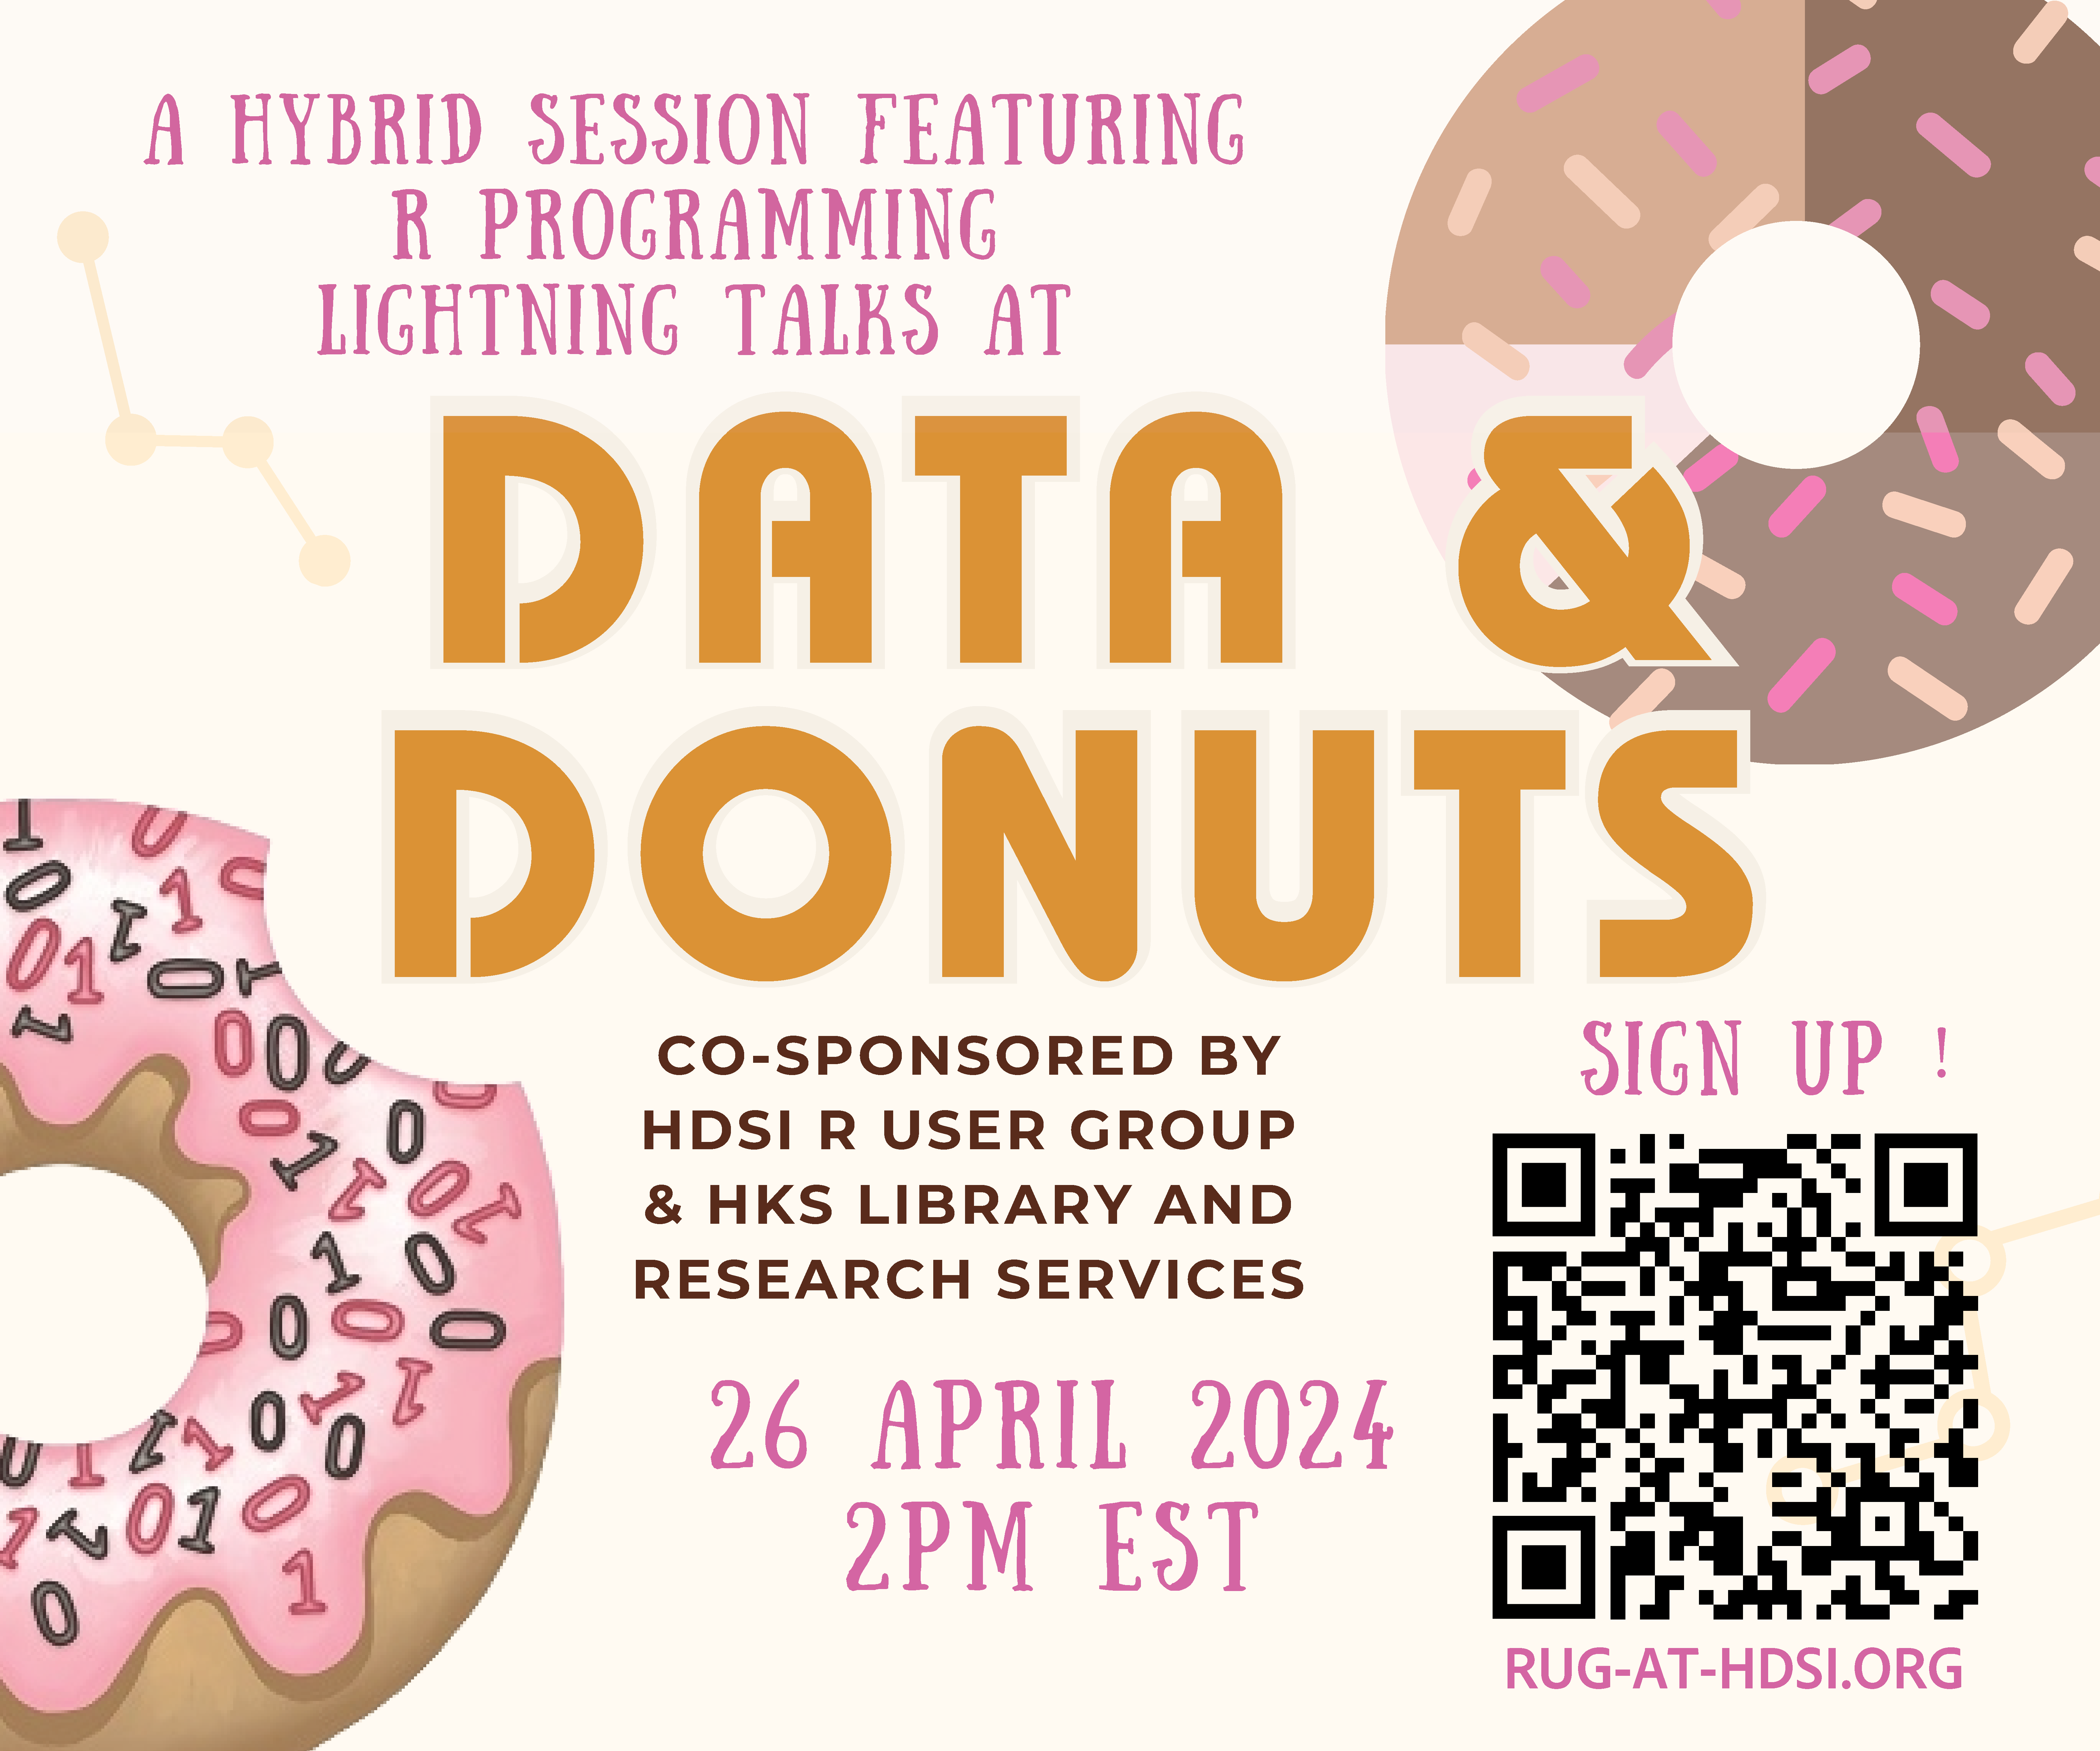 A HYBRID SESSION FEATURING
R PROGRAMMING
LIGHTNING TALKS AT
DATA &
DONUTS
CO-SPONSORED BY
HDSI R USER GROUP
& HKS LIBRARY AND
RESEARCH SERVICES
26 APRIL 2024
2PM EST
SIGN UP !
RUG-AT-HDSI.ORG